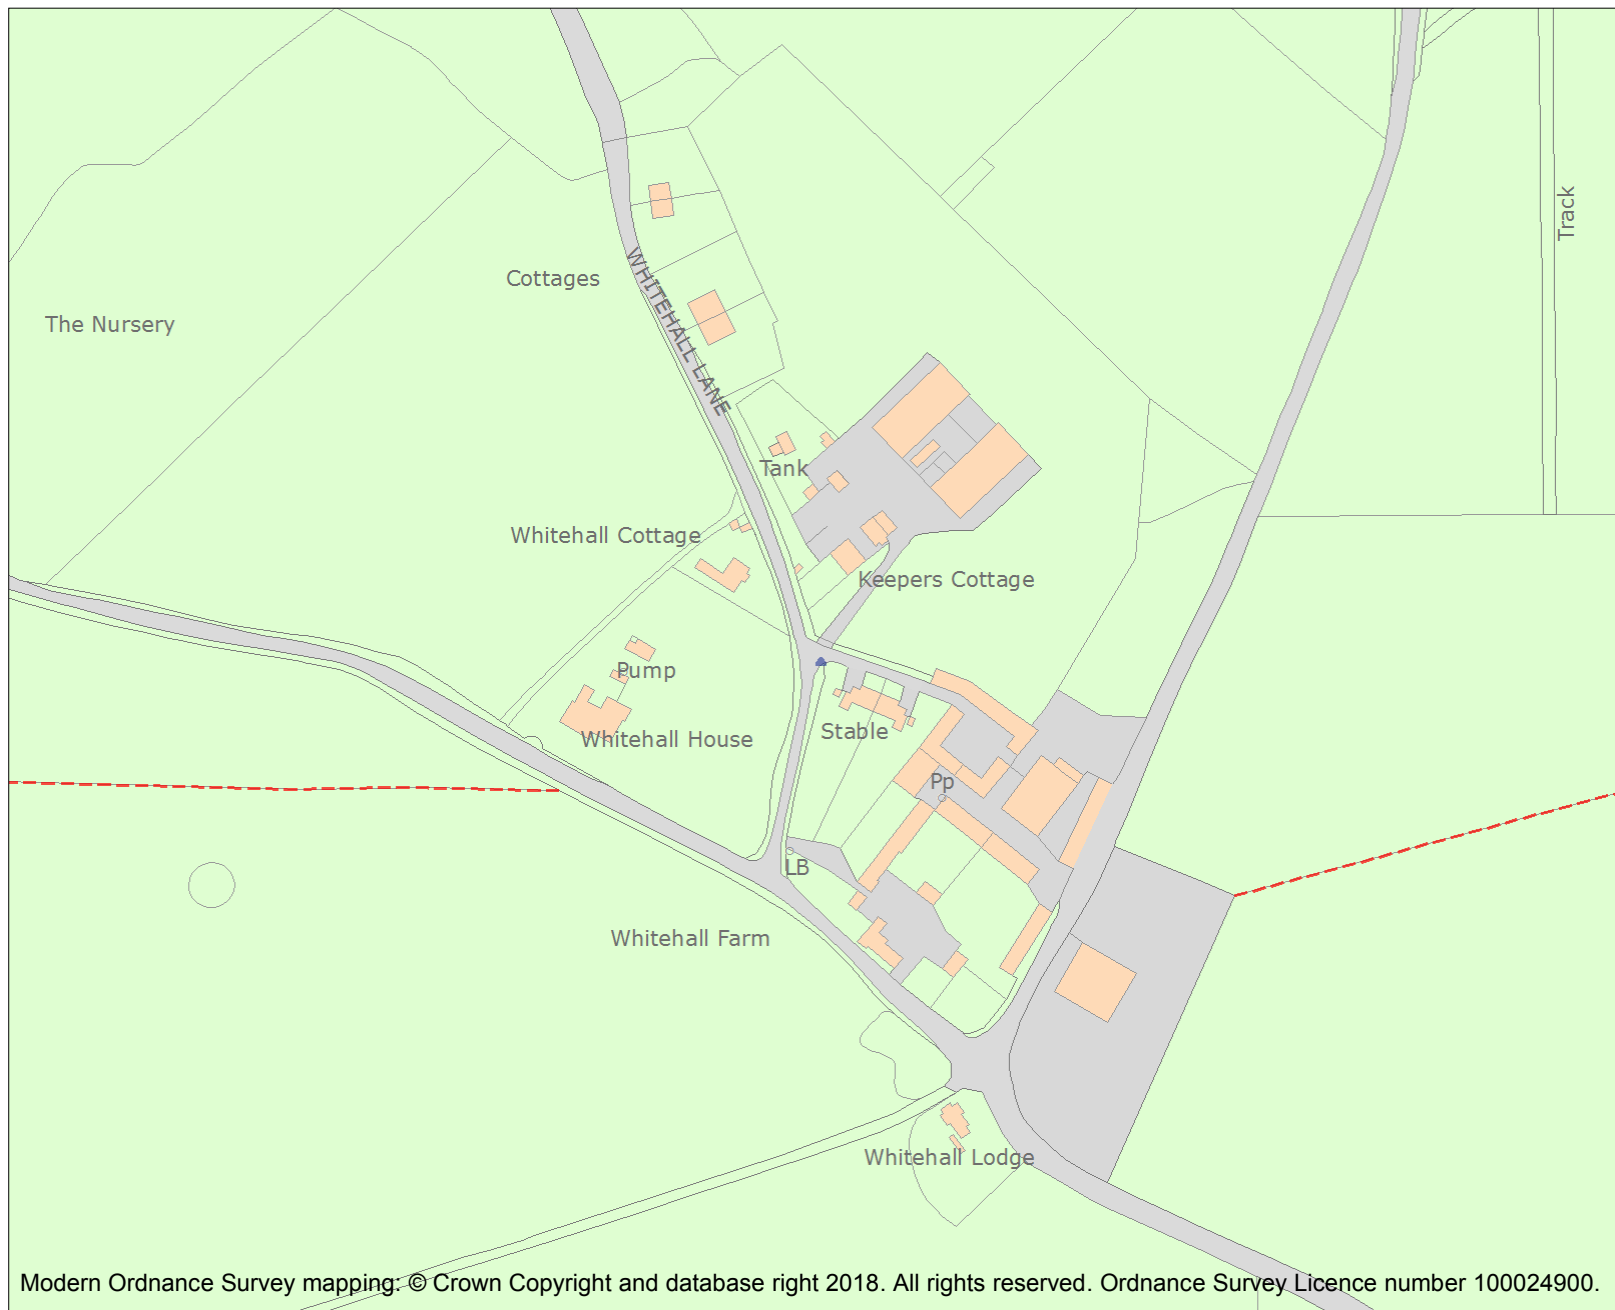 Track
Cottages
WHITEHALL LANE
The Nursery
Tank
Whitehall Cottage
Keepers Cottage
Pump
Stable
Whitehall House
Pp
LB
Whitehall Farm
Whitehall Lodge
Modern Ordnance Survey mapping: © Crown Copyright and database right 2018. All rights reserved. Ordnance Survey Licence number 100024900.